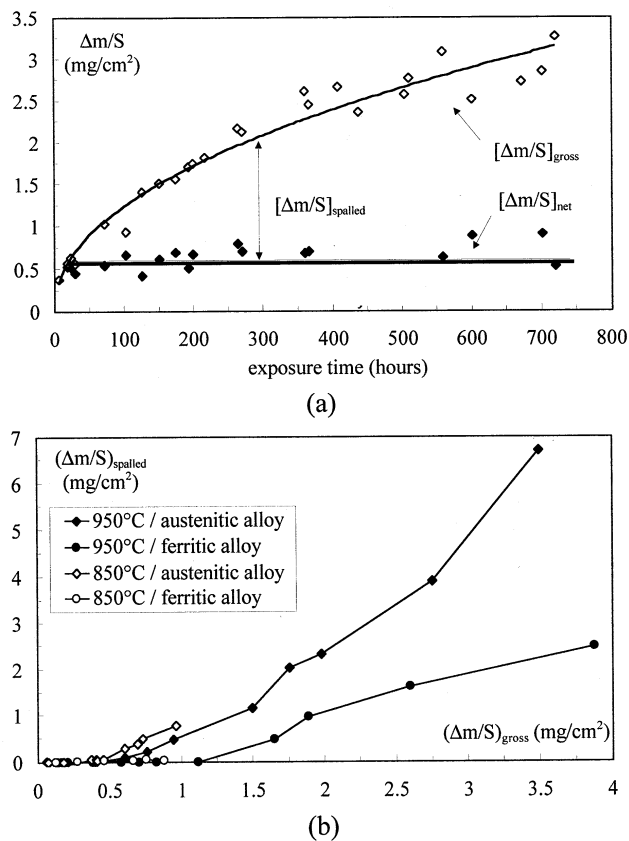 3.5
3
2.5
2
1.5
1
0.5
0
Δm/S
(mg/cm²)
[Δm/S]gross
[Δm/S]spalled
[Δm/S]net
0 100 200 300 400 500 600 700 800
exposure time (hours)
(a)
7
6
5
4
3
2
1
0
(Δm/S)spalled
(mg/cm²)
950°C / austenitic alloy
950°C / ferritic alloy
850°C / austenitic alloy
850°C / ferritic alloy
(Δm/S)gross (mg/cm²)
0 0.5 1 1.5 2 2.5 3 3.5 4
(b)